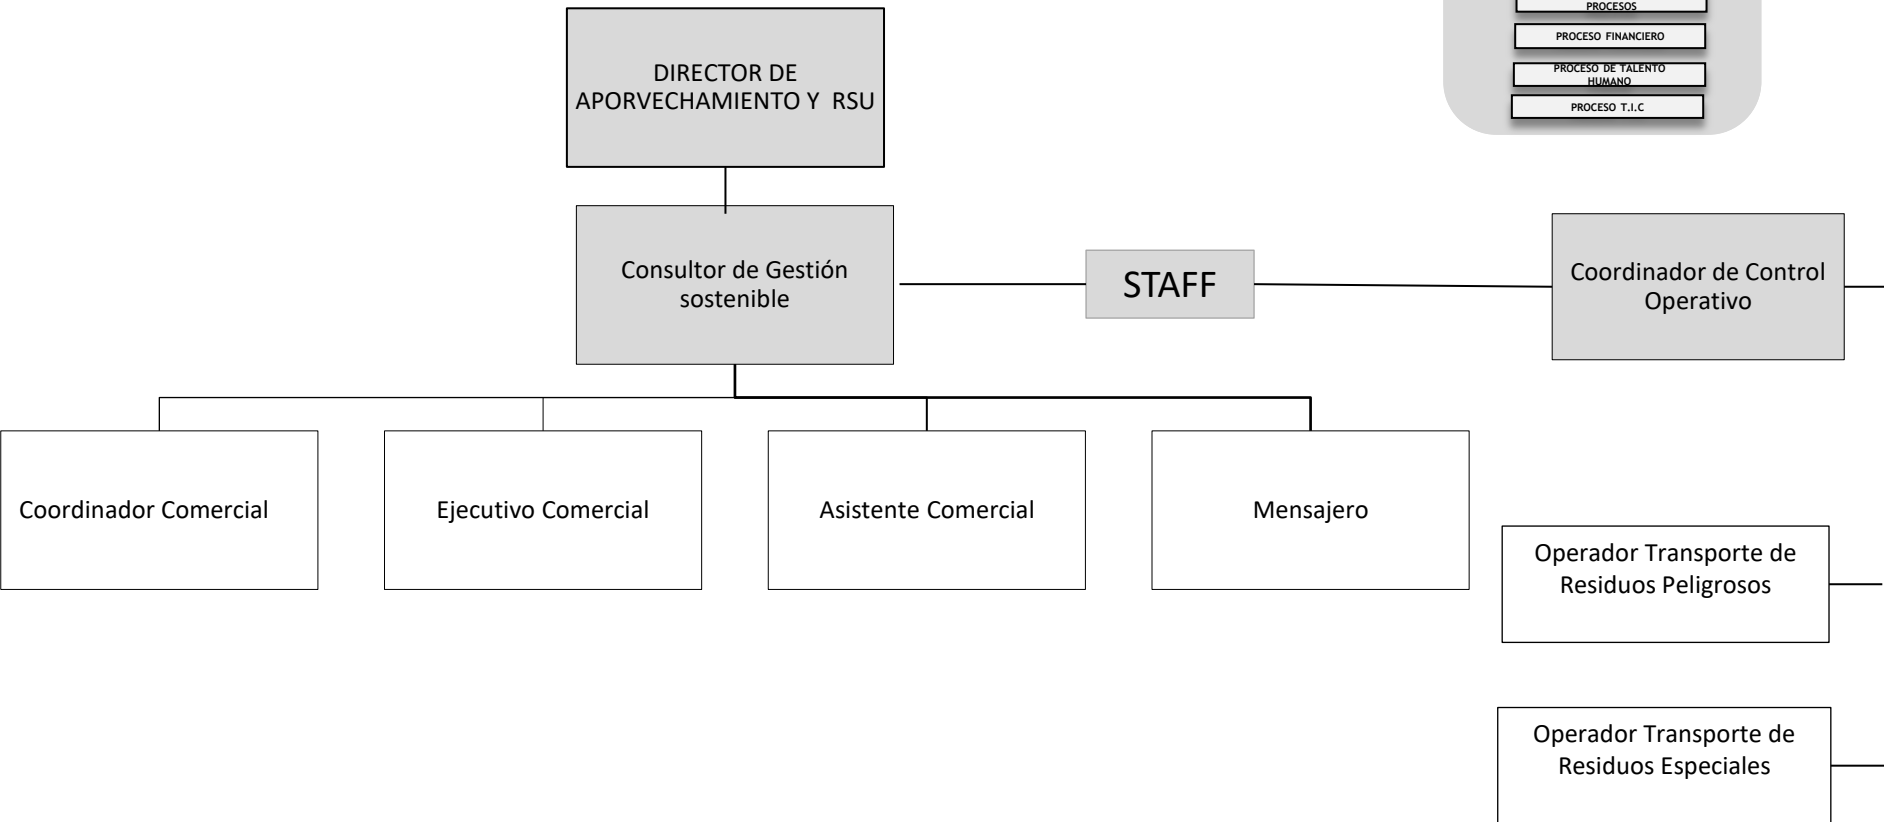 PROCESOS
PROCESO FINANCIERO
PROCESO DE TALENTO
HUMANO
PROCESO T.I.C
DIRECTOR DE
APORVECHAMIENTO Y RSU
Consultor de Gestión
sostenible
STAFF
Coordinador de Control
Operativo
Coordinador Comercial
Ejecutivo Comercial
Asistente Comercial
Mensajero
Operador Transporte de
Residuos Peligrosos
Operador Transporte de
Residuos Especiales